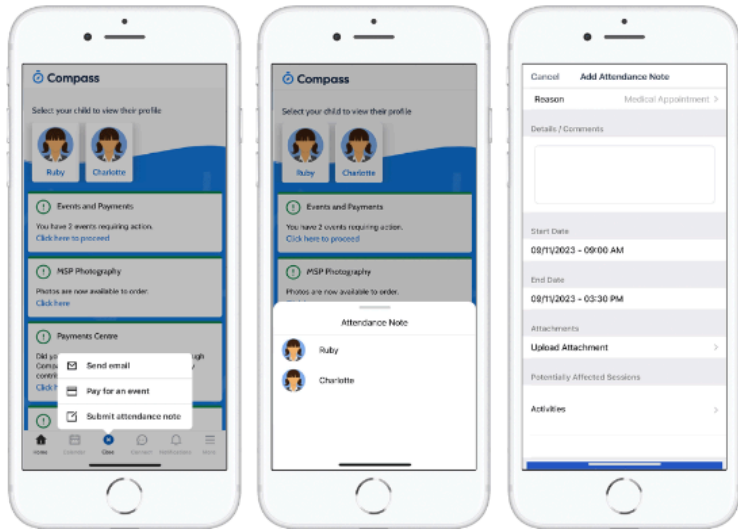 Compass
Select your child to view their profile
Ruby
Charlotte
Events and Payments
You have 2 events requiring action.
Click here to proceed
MSP Photography
Photos are now available to order.
Click here
Payments Centre
Did you
Send email
Pay for an event
Submit attendance note
Home
Calendar
Close
Connect
Notifications
More
Compass
Select your child to view their profile
Ruby
Charlotte
Events and Payments
You have 2 events requiring action.
Click here to proceed
MSP Photography
Photos are now available to order.
Attendance Note
Ruby
Charlotte
Cancel Add Attendance Note
Reason Medical Appointment >
Details / Comments
Start Date
09/11/2023 - 09:00 AM
End Date
09/11/2023 - 03:30 PM
Attachments
Upload Attachment >
Potentially Affected Sessions
Activities >